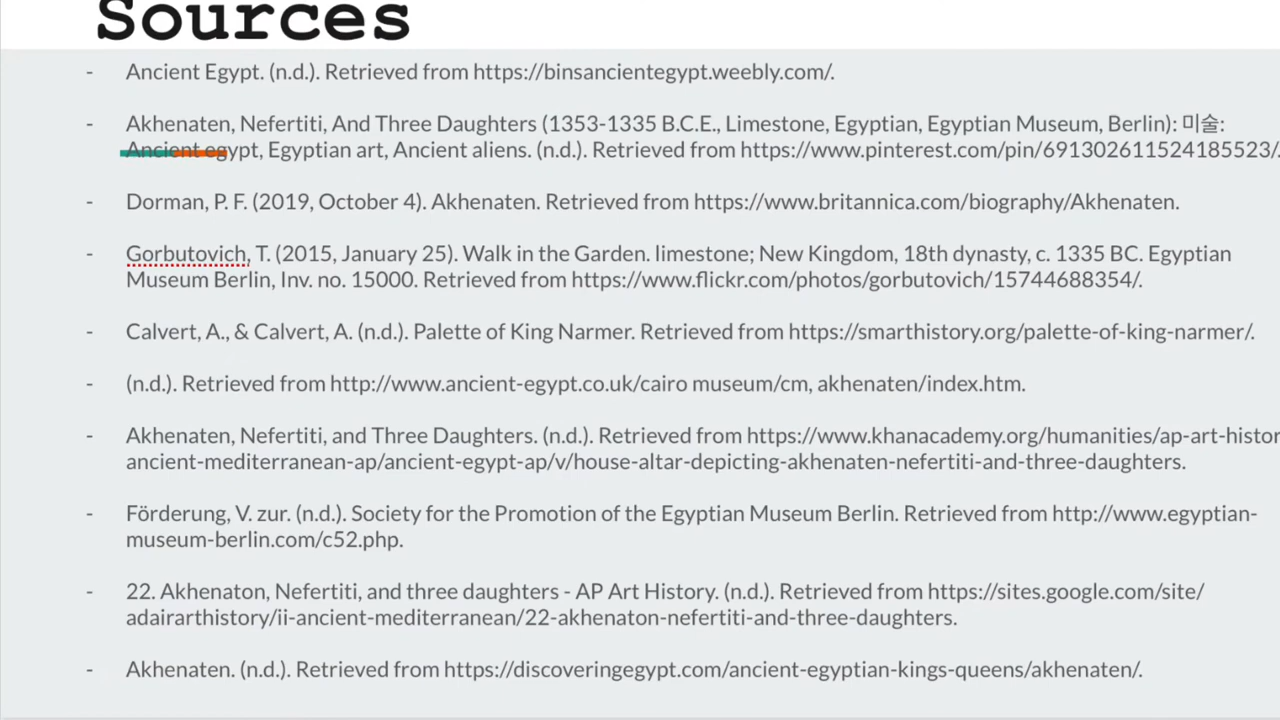 Sources
- Ancient Egypt. (n.d.). Retrieved from https://binsancientegypt.weebly.com/.
- Akhenaten, Nefertiti, And Three Daughters (1353-1335 B.C.E., Limestone, Egyptian, Egyptian Museum, Berlin): 미술:
Ancient egypt, Egyptian art, Ancient aliens. (n.d.). Retrieved from https://www.pinterest.com/pin/691302611524185523/.
- Dorman, P. F. (2019, October 4). Akhenaten. Retrieved from https://www.britannica.com/biography/Akhenaten.
- Gorbutovich, T. (2015, January 25). Walk in the Garden. limestone; New Kingdom, 18th dynasty, c. 1335 BC. Egyptian
Museum Berlin, Inv. no. 15000. Retrieved from https://www.flickr.com/photos/gorbutovich/15744688354/.
- Calvert, A., & Calvert, A. (n.d.). Palette of King Narmer. Retrieved from https://smarthistory.org/palette-of-king-narmer/.
- (n.d.). Retrieved from http://www.ancient-egypt.co.uk/cairo museum/cm, akhenaten/index.htm.
- Akhenaten, Nefertiti, and Three Daughters. (n.d.). Retrieved from https://www.khanacademy.org/humanities/ap-art-histor
ancient-mediterranean-ap/ancient-egypt-ap/v/house-altar-depicting-akhenaten-nefertiti-and-three-daughters.
- Förderung, V. zur. (n.d.). Society for the Promotion of the Egyptian Museum Berlin. Retrieved from http://www.egyptian-
museum-berlin.com/c52.php.
- 22. Akhenaton, Nefertiti, and three daughters - AP Art History. (n.d.). Retrieved from https://sites.google.com/site/
adairarthistory/ii-ancient-mediterranean/22-akhenaton-nefertiti-and-three-daughters.
- Akhenaten. (n.d.). Retrieved from https://discoveringegypt.com/ancient-egyptian-kings-queens/akhenaten/.